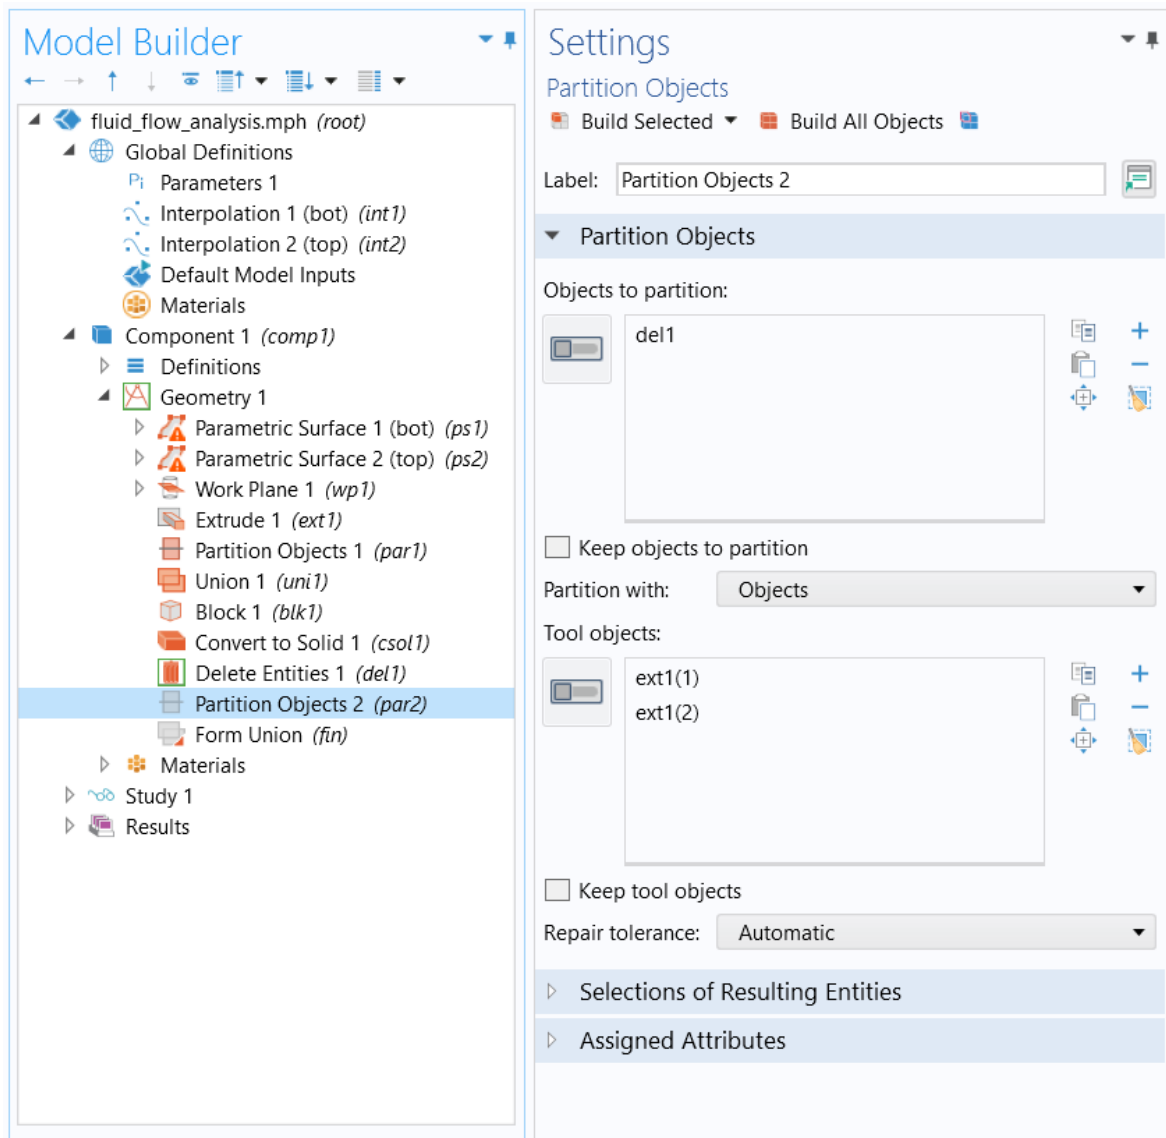 Model Builder
fluid_flow_analysis.mph (root)
Global Definitions
Pi Parameters 1
Interpolation 1 (bot) (int1)
Interpolation 2 (top) (int2)
Default Model Inputs
Materials
Component 1 (comp1)
Definitions
Geometry 1
Parametric Surface 1 (bot) (ps1)
Parametric Surface 2 (top) (ps2)
Work Plane 1 (wp1)
Extrude 1 (ext1)
Partition Objects 1 (par1)
Union 1 (uni1)
Block 1 (blk1)
Convert to Solid 1 (csol1)
Delete Entities 1 (del1)
Partition Objects 2 (par2)
Form Union (fin)
Materials
Study 1
Results
Settings
Partition Objects
Build Selected
Build All Objects
Label: Partition Objects 2
Partition Objects
Objects to partition:
del1
Keep objects to partition
Partition with: Objects
Tool objects:
ext1(1)
ext1(2)
Keep tool objects
Repair tolerance: Automatic
Selections of Resulting Entities
Assigned Attributes